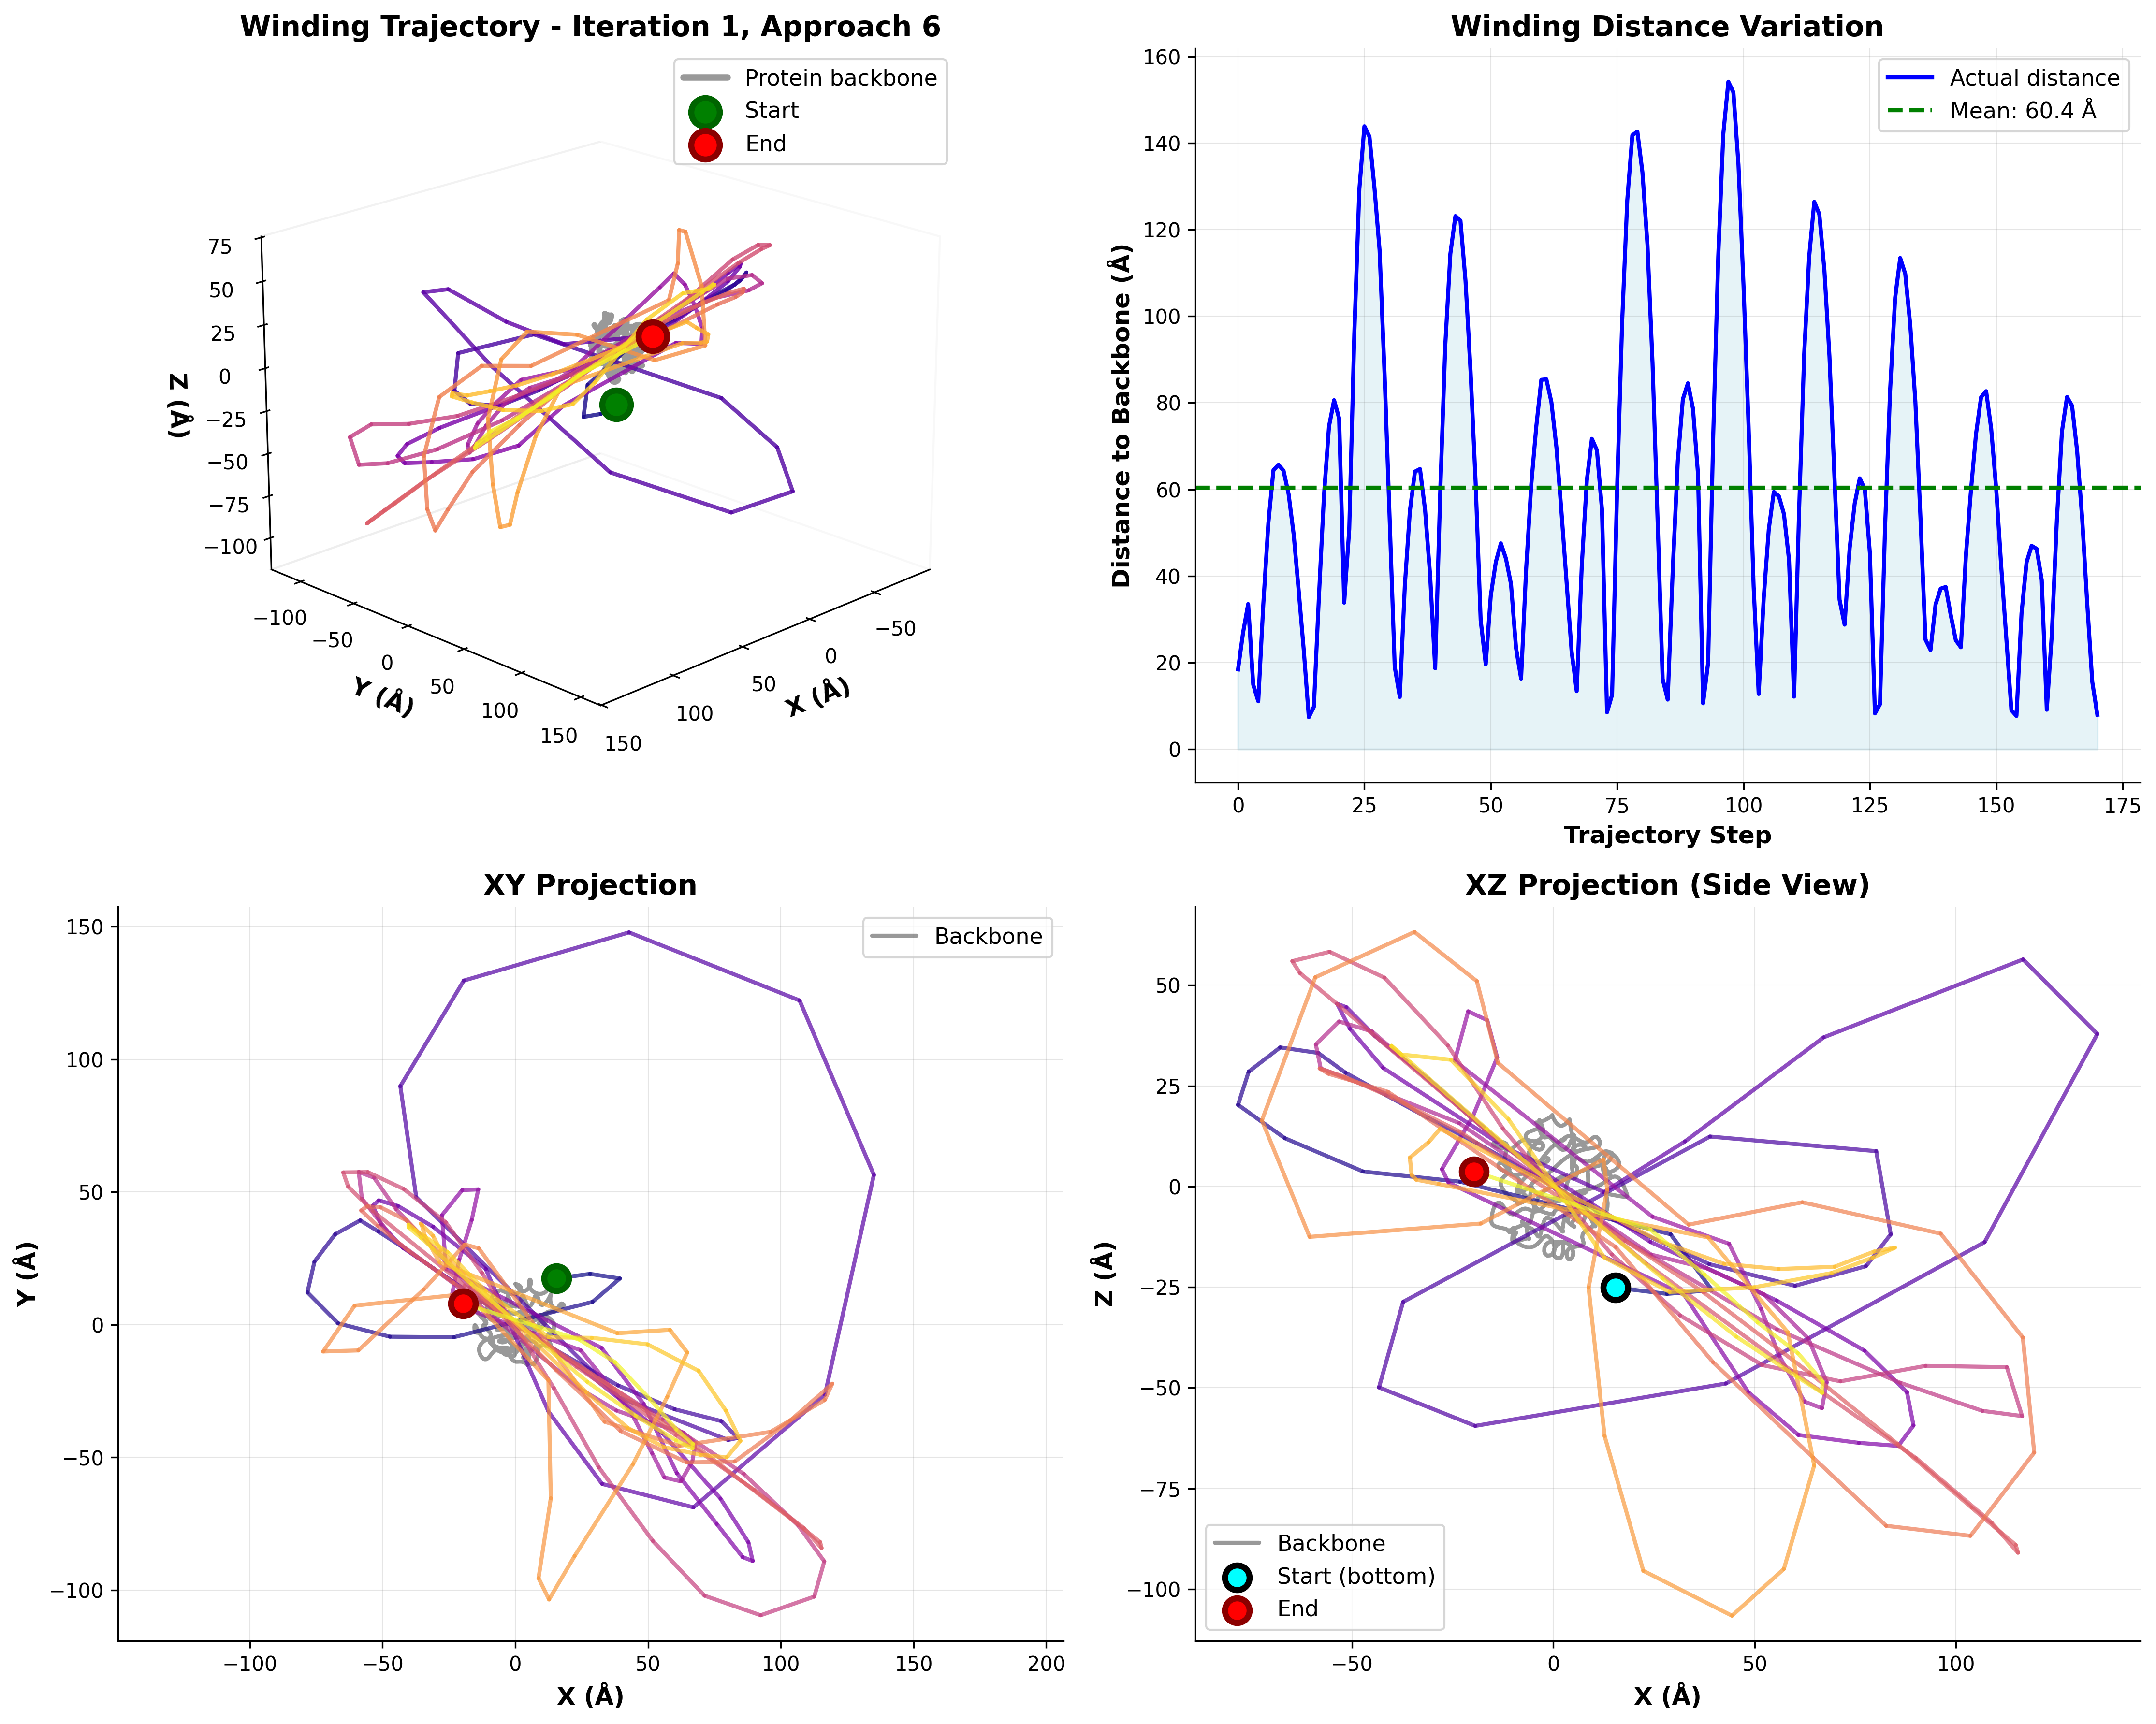 Winding Trajectory - Iteration 1, Approach 6
Protein backbone
Start
End
75
50
25
0
−25
−50
−75
−100
Z (Å)
−100
−50
0
50
100
150
Y (Å)
150
100
50
0
−50
X (Å)
Winding Distance Variation
Actual distance
Mean: 60.4 Å
160
140
120
100
80
60
40
20
0
Distance to Backbone (Å)
0 25 50 75 100 125 150 175
Trajectory Step
XY Projection
Backbone
150
100
50
0
−50
−100
Y (Å)
−100 −50 0 50 100 150 200
X (Å)
XZ Projection (Side View)
50
25
0
−25
−50
−75
−100
Z (Å)
Backbone
Start (bottom)
End
−50 0 50 100
X (Å)